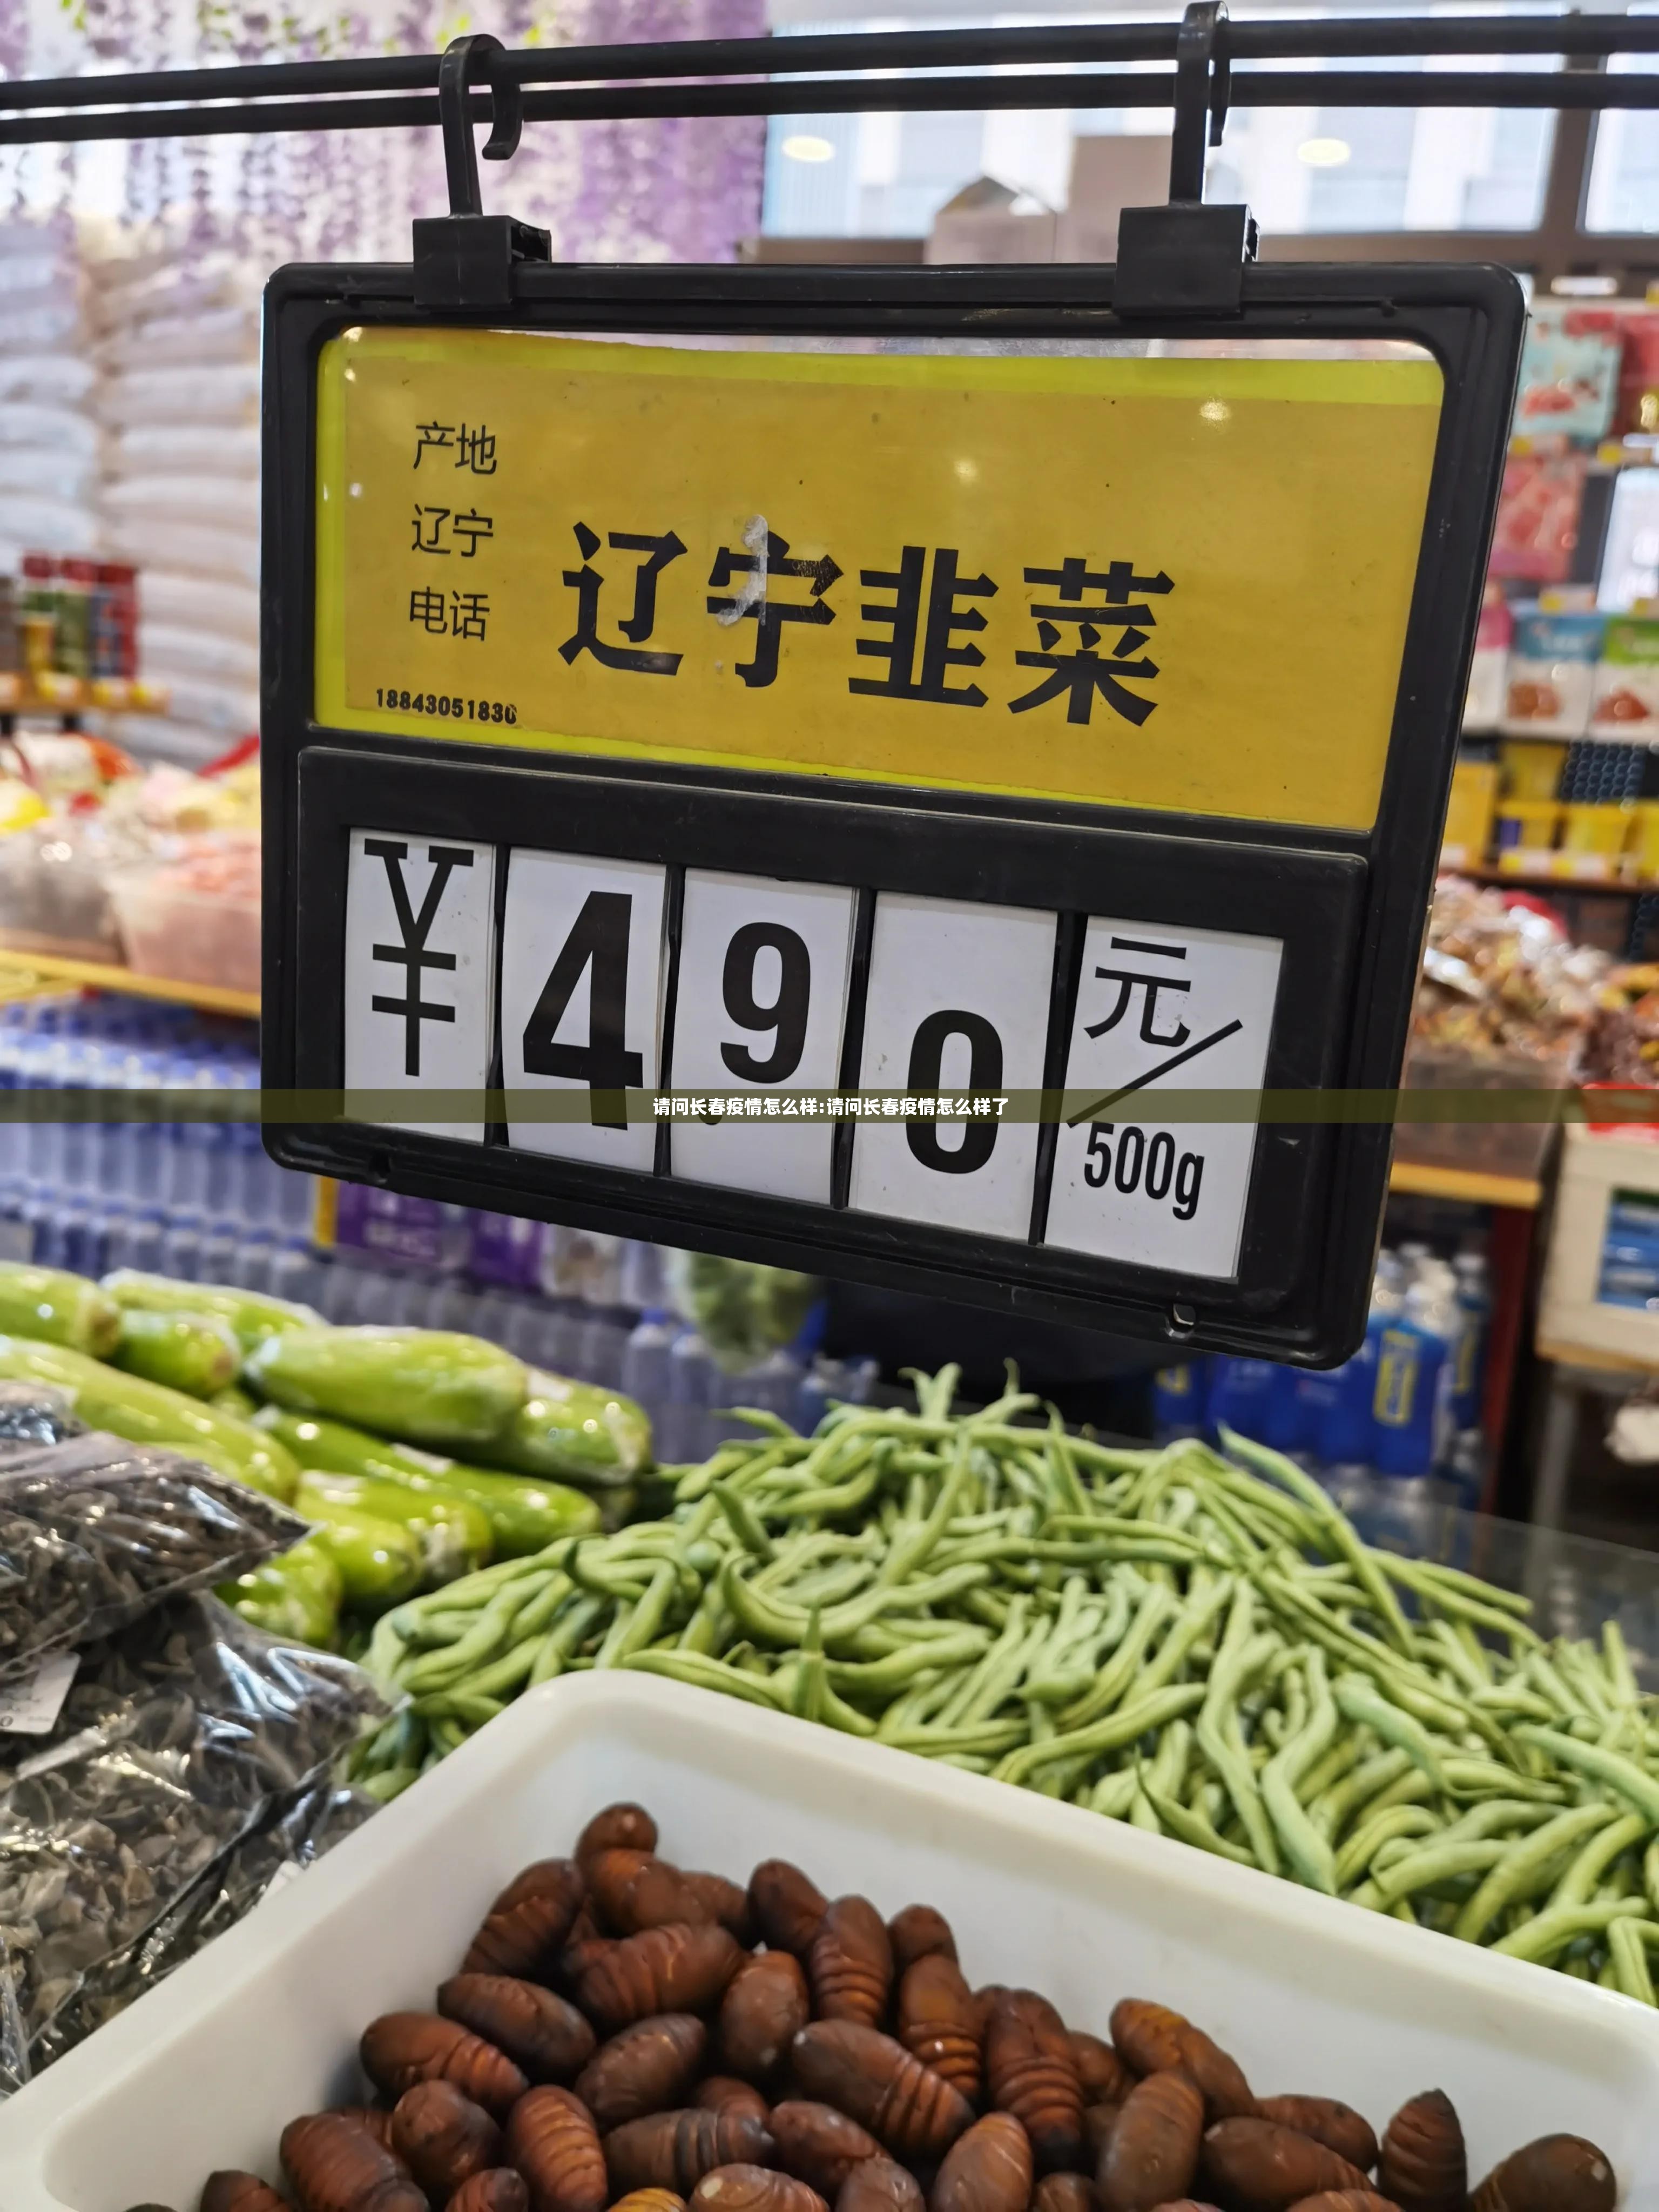 产地
辽宁
电话
18843051830
辽宁韭菜
¥4.90元/500g
请问长春疫情怎么样:请问长春疫情怎么样了